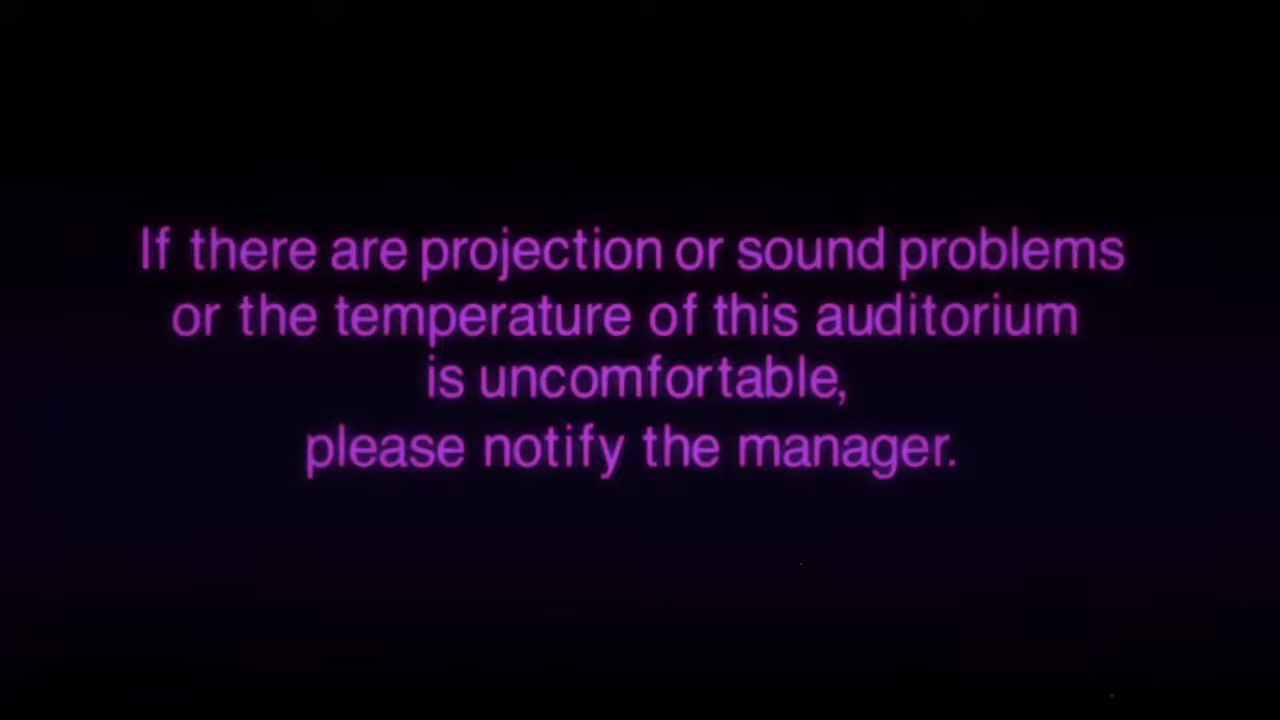 If there are projection or sound problems
or the temperature of this auditorium
is uncomfortable,
please notify the manager.